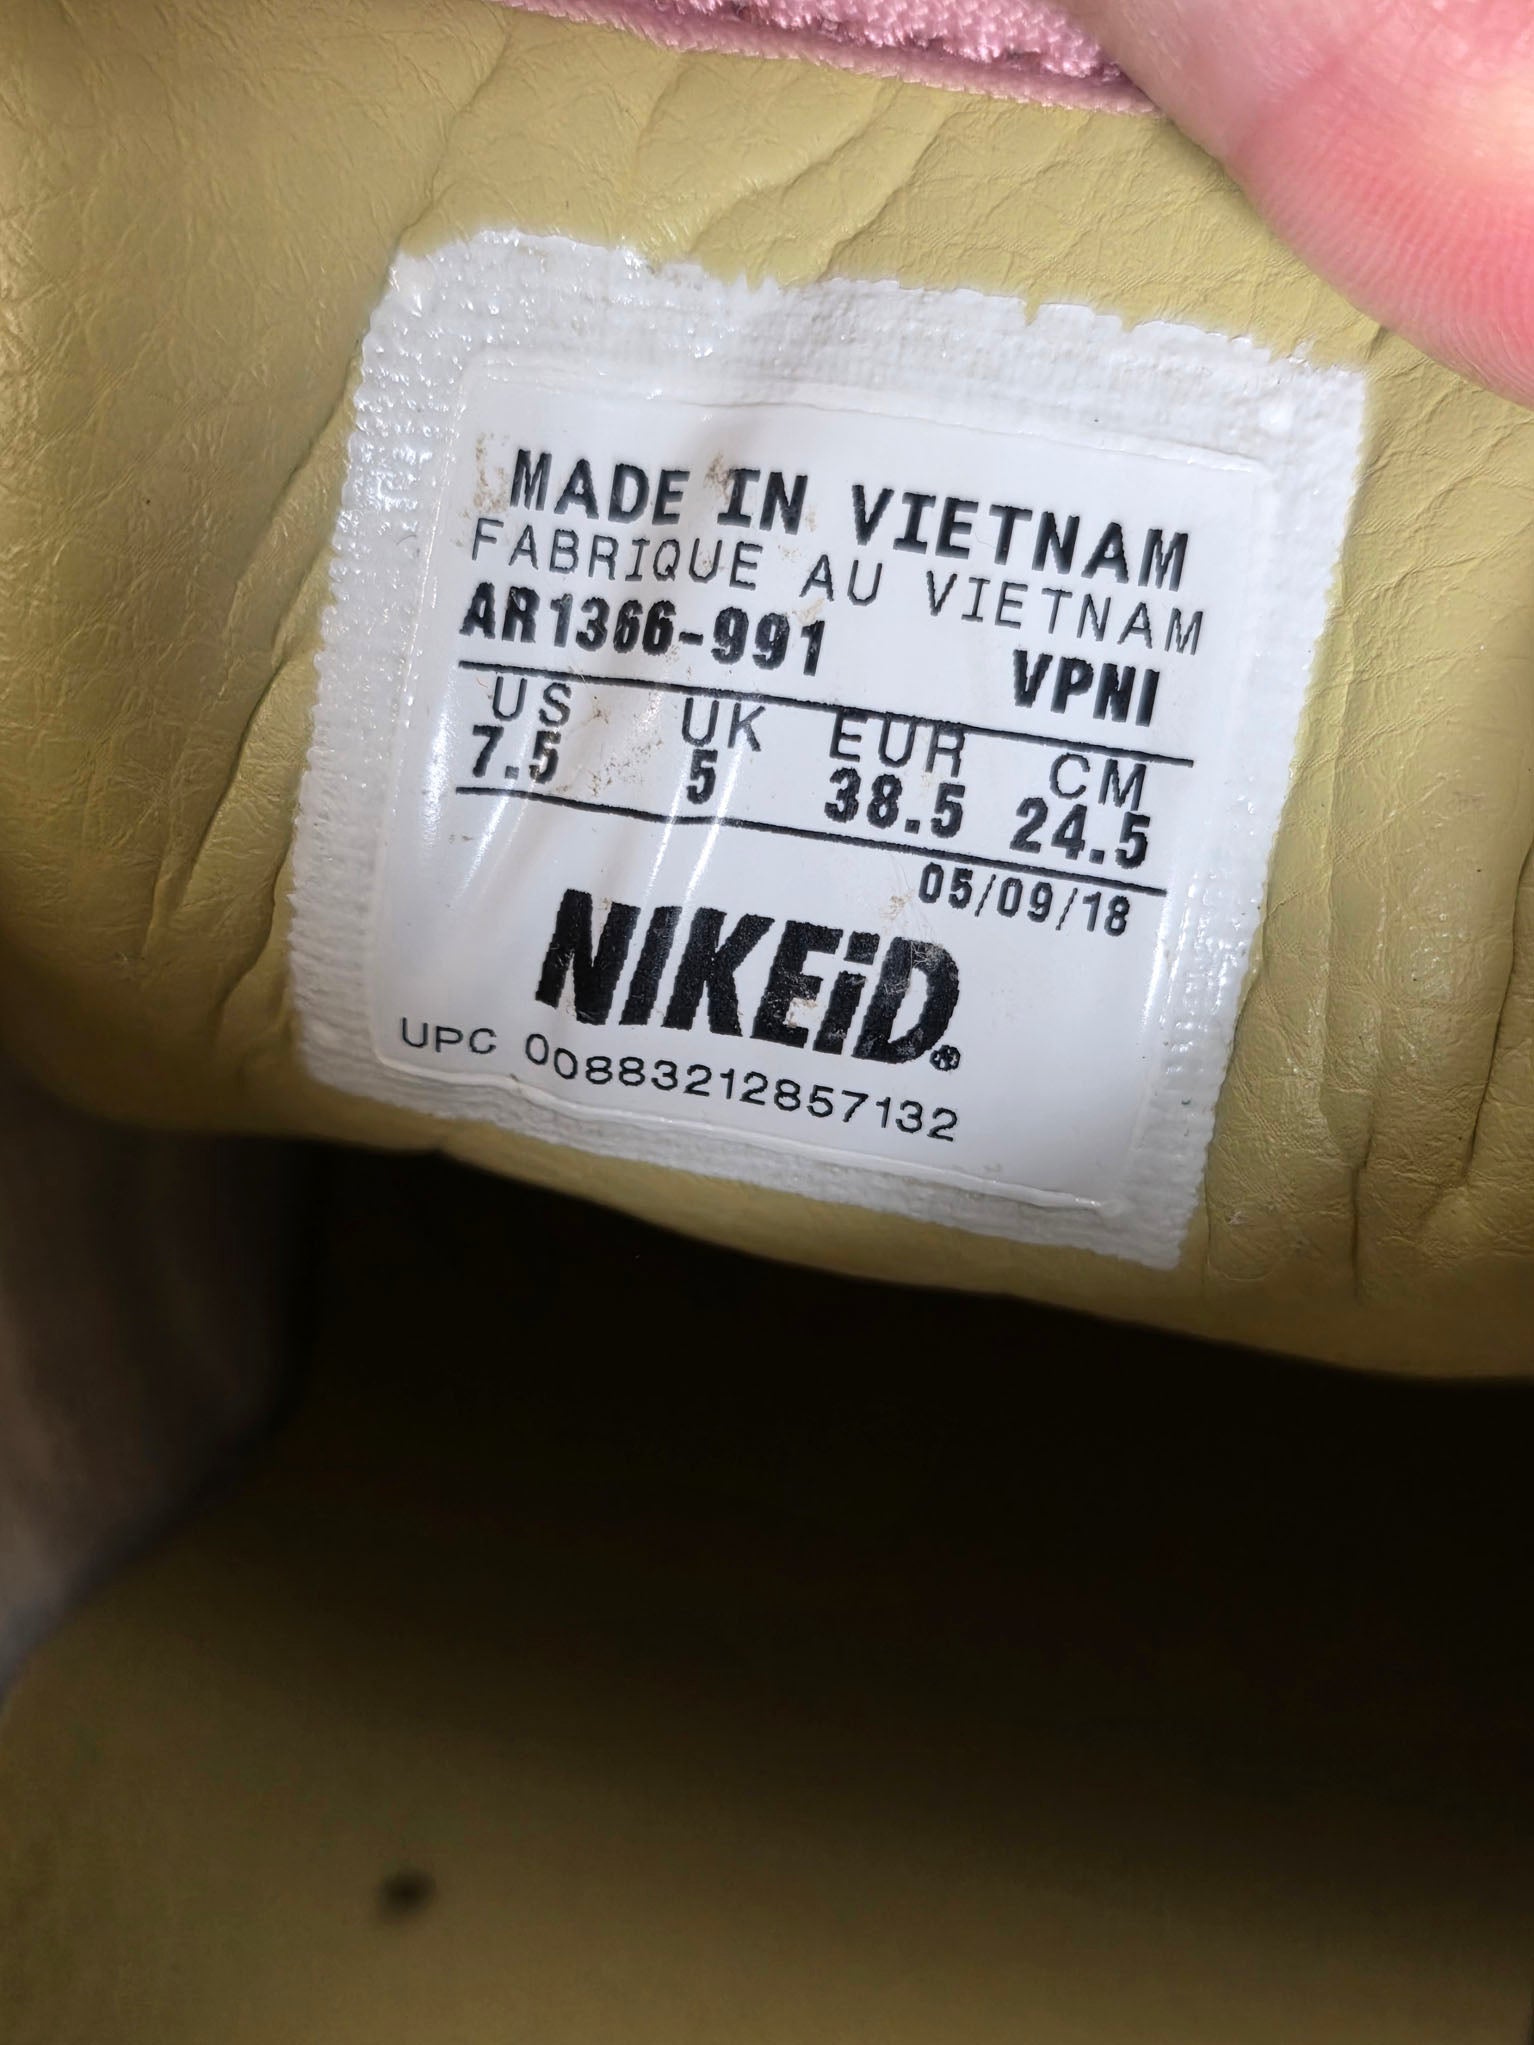 MADE IN VIETNAM
FABRIQUE AU VIETNAM
AR1366-991 VPNI
US UK EUR CM
7.5 5 38.5 24.5
05/09/18
NIKEiD®
UPC 00883212857132